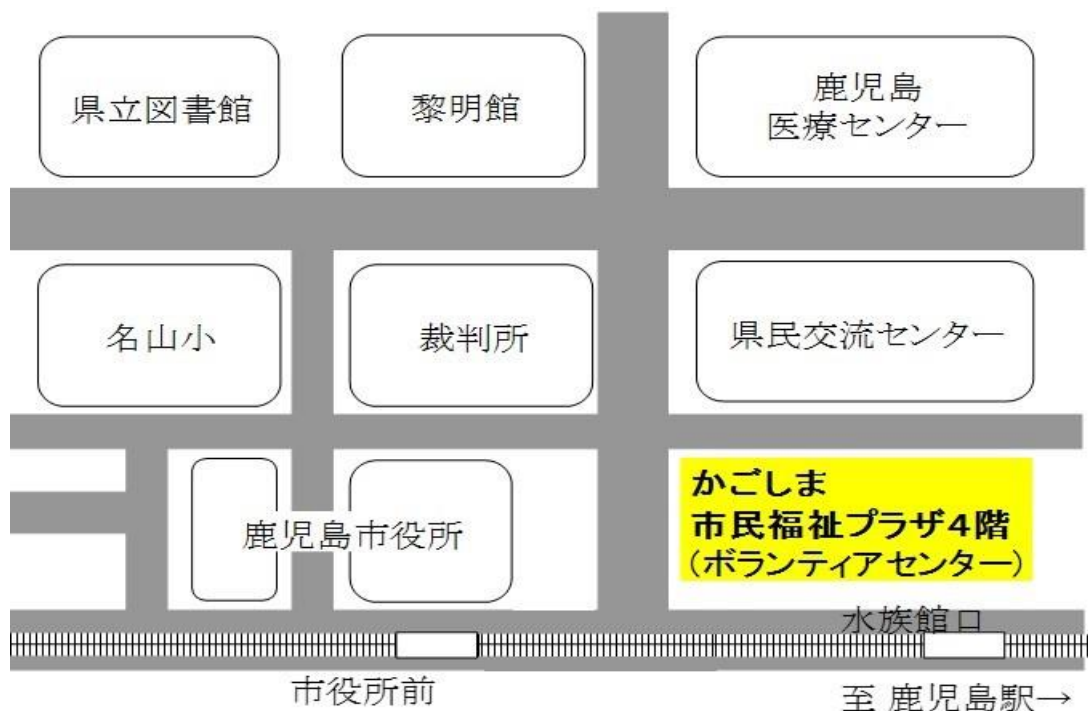 県立図書館
黎明館
鹿児島
医療センター
名山小
裁判所
県民交流センター
鹿児島市役所
かごしま
市民福祉プラザ4階
(ボランティアセンター)
水族館口
市役所前
至 鹿児島駅→